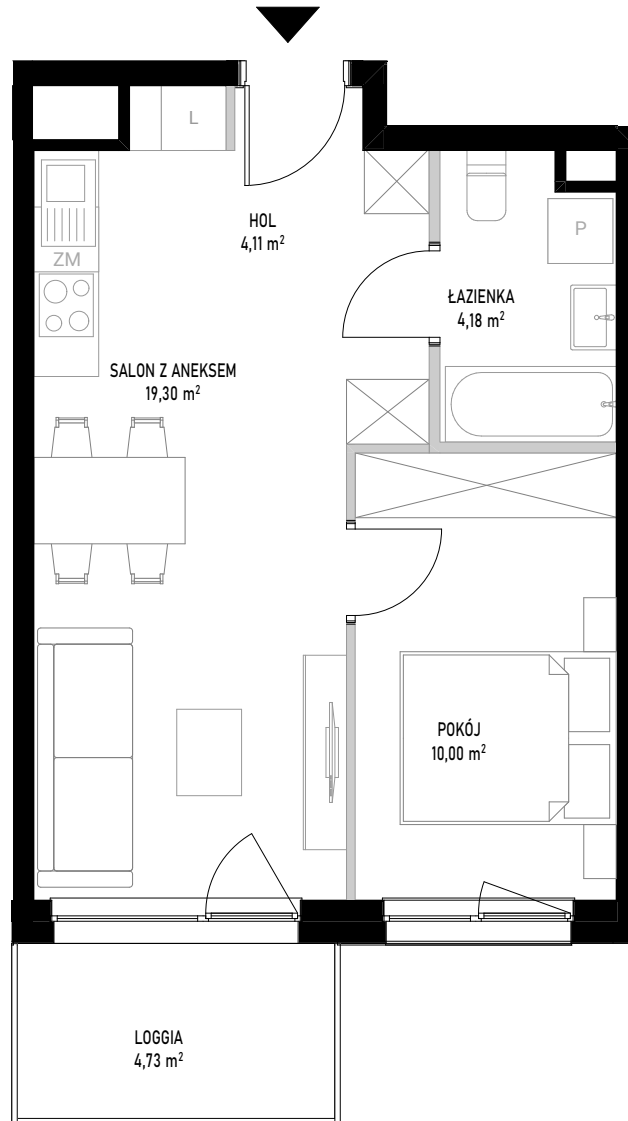 L
HOL
4,11 m²
P
ZM
ŁAZIENKA
4,18 m²
SALON Z ANEKSEM
19,30 m²
POKÓJ
10,00 m²
LOGGIA
4,73 m²